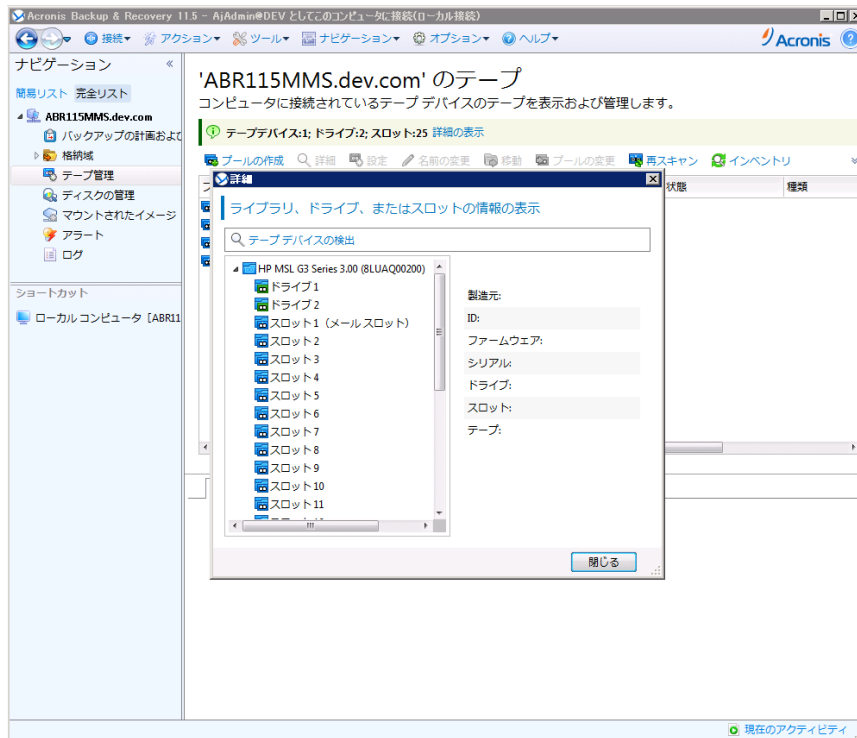 Acronis Backup & Recovery 11.5 - AjAdmin@DEV としてこのコンピュータに接続(ローカル接続)
接続 アクション ツール ナビゲーション オプション ヘルプ Acronis
ナビゲーション
簡易リスト 完全リスト
ABR115MMS.dev.com
バックアップの計画およ
格納域
テープ管理
ディスクの管理
マウントされたイメージ
アラート
ログ
ショートカット
ローカル コンピュータ [ABR11
'ABR115MMS.dev.com' のテープ
コンピュータに接続されているテープ デバイスのテープを表示および管理します。
テープデバイス:1; ドライブ:2; スロット:25 詳細の表示
プールの作成 詳細 設定 名前の変更 移動 プールの変更 再スキャン インベントリ
状態 種類
詳細
ライブラリ、ドライブ、またはスロットの情報の表示
テープ デバイスの検出
HP MSL G3 Series 3.00 (8LUAQ00200)
ドライブ 1
ドライブ 2
スロット 1 (メール スロット)
スロット 2
スロット 3
スロット 4
スロット 5
スロット 6
スロット 7
スロット 8
スロット 9
スロット 10
スロット 11
製造元:
ID:
ファームウェア:
シリアル:
ドライブ:
スロット:
テープ:
閉じる
現在のアクティビティ